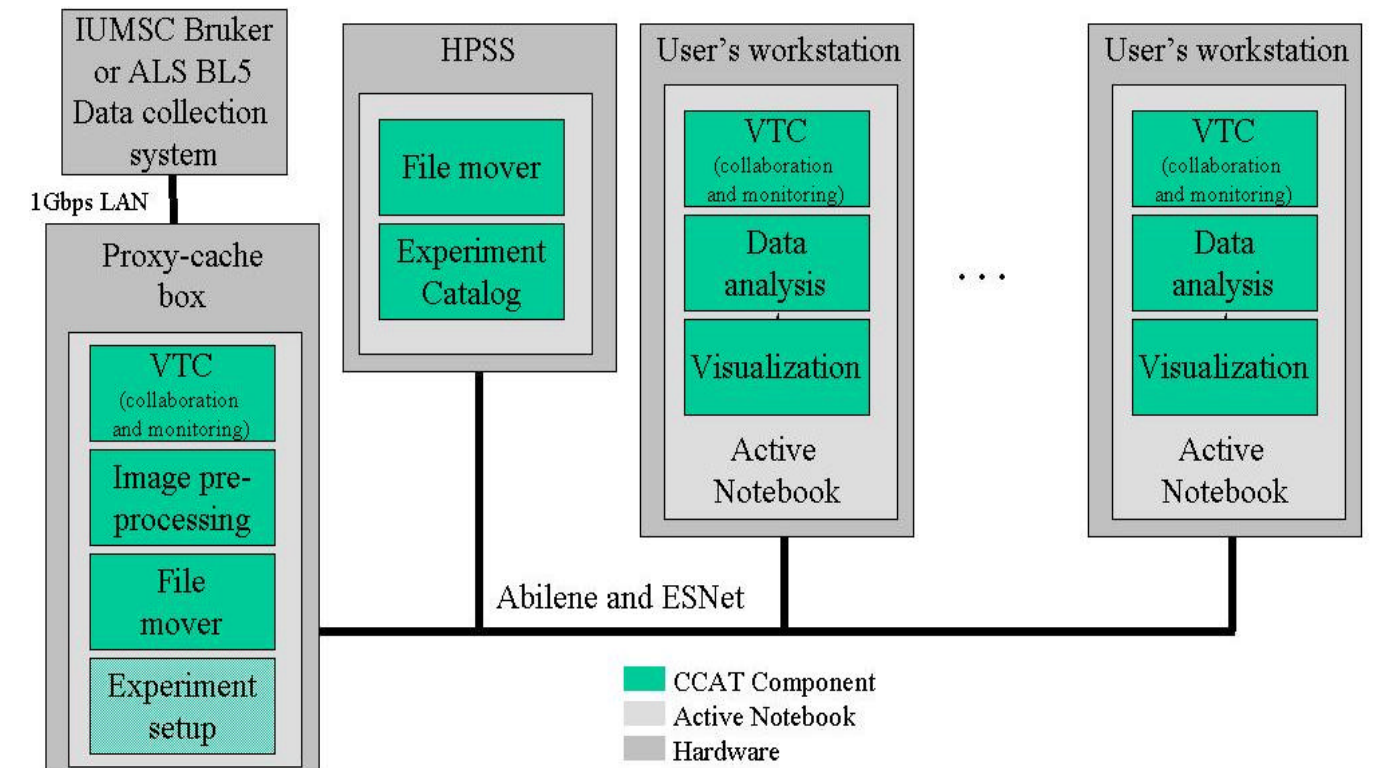 IUMSC Bruker
or ALS BL5
Data collection
system
1Gbps LAN
Proxy-cache
box
VTC
(collaboration
and monitoring)
Image pre-
processing
File
mover
Experiment
setup
HPSS
File mover
Experiment
Catalog
User's workstation
VTC
(collaboration
and monitoring)
Data
analysis
Visualization
Active
Notebook
. . .
User's workstation
VTC
(collaboration
and monitoring)
Data
analysis
Visualization
Active
Notebook
Abilene and ESNet
CCAT Component
Active Notebook
Hardware